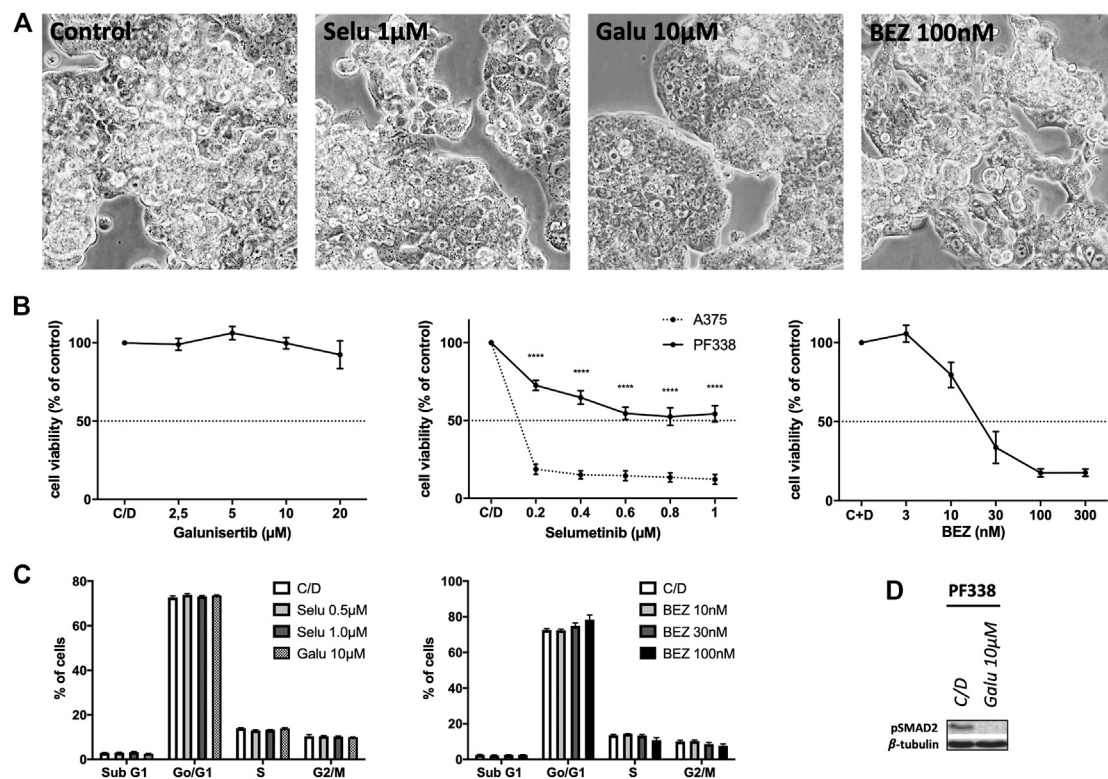 A
Control
Selu 1µM
Galu 10µM
BEZ 100nM
B
cell viability (% of control)
100
50
0
C/D
2,5
5
10
20
Galunisertib (µM)
cell viability (% of control)
100
50
0
A375
PF338
****
****
****
****
****
C/D
0.2
0.4
0.6
0.8
1
Selumetinib (µM)
cell viability (% of control)
100
50
0
C+D
3
10
30
100
300
BEZ (nM)
C
% of cells
80
60
40
20
0
C/D
Selu 0.5µM
Selu 1.0µM
Galu 10µM
Sub G1
Go/G1
S
G2/M
% of cells
100
80
60
40
20
0
C/D
BEZ 10nM
BEZ 30nM
BEZ 100nM
Sub G1
Go/G1
S
G2/M
D
PF338
C/D
Galu 10µM
pSMAD2
β-tubulin